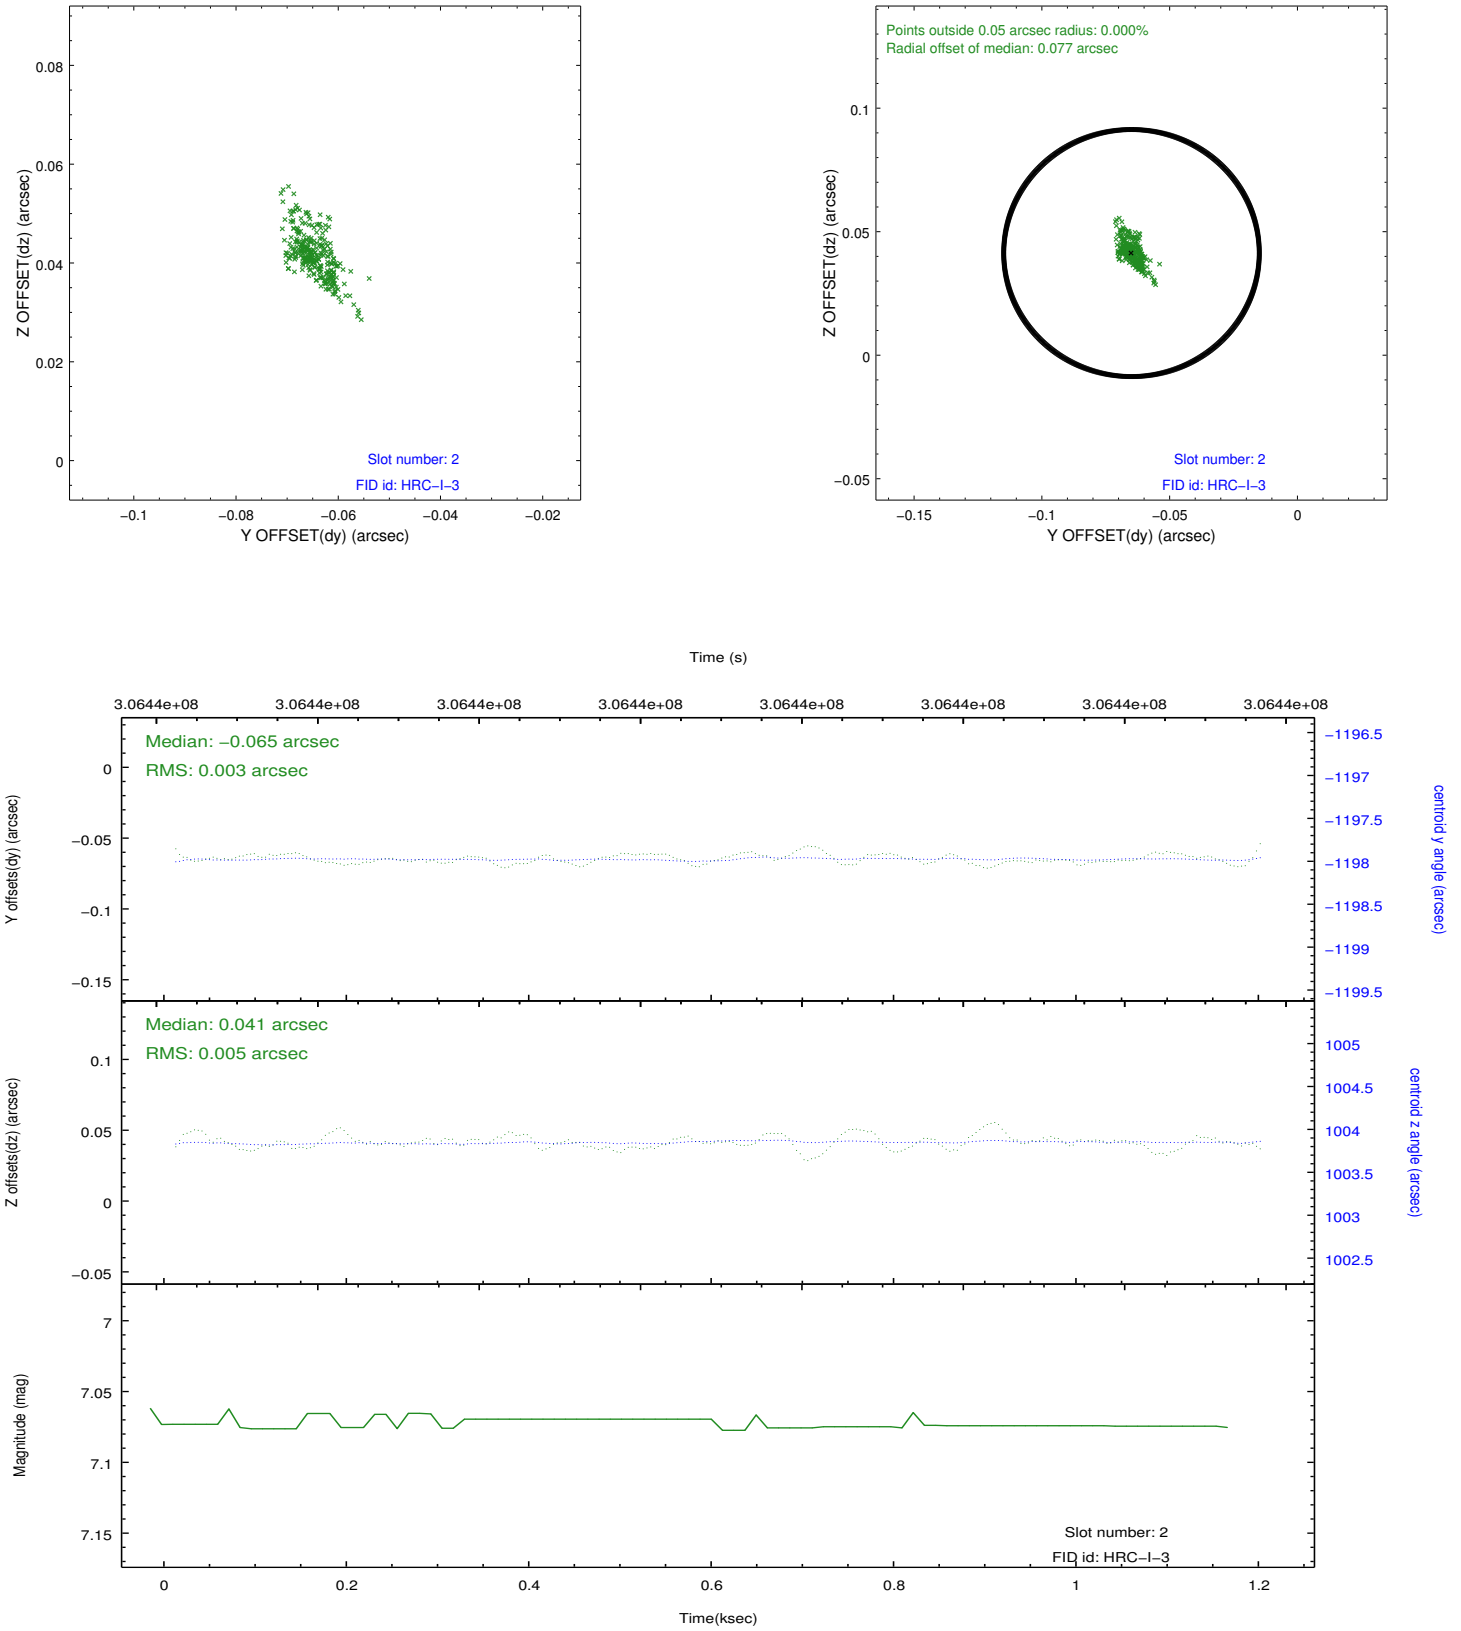 0.08
0.06
0.04
0.02
0
Z OFFSET(dz) (arcsec)
Slot number: 2
FID id: HRC−I−3
−0.1 −0.08 −0.06 −0.04 −0.02
Y OFFSET(dy) (arcsec)
Points outside 0.05 arcsec radius: 0.000%
Radial offset of median: 0.077 arcsec
0.1
0.05
0
−0.05
Z OFFSET(dz) (arcsec)
Slot number: 2
FID id: HRC−I−3
−0.15 −0.1 −0.05 0
Y OFFSET(dy) (arcsec)
Time (s)
3.0644e+08 3.0644e+08 3.0644e+08 3.0644e+08 3.0644e+08 3.0644e+08 3.0644e+08 3.0644e+08
Median: −0.065 arcsec
RMS: 0.003 arcsec
0
−0.05
−0.1
−0.15
Y offsets(dy) (arcsec)
−1196.5
−1197
−1197.5
−1198
−1198.5
−1199
−1199.5
centroid y angle (arcsec)
Median: 0.041 arcsec
RMS: 0.005 arcsec
0.1
0.05
0
−0.05
Z offsets(dz) (arcsec)
1005
1004.5
1004
1003.5
1003
1002.5
centroid z angle (arcsec)
7
7.05
7.1
7.15
Magnitude (mag)
Slot number: 2
FID id: HRC−I−3
0 0.2 0.4 0.6 0.8 1 1.2
Time(ksec)